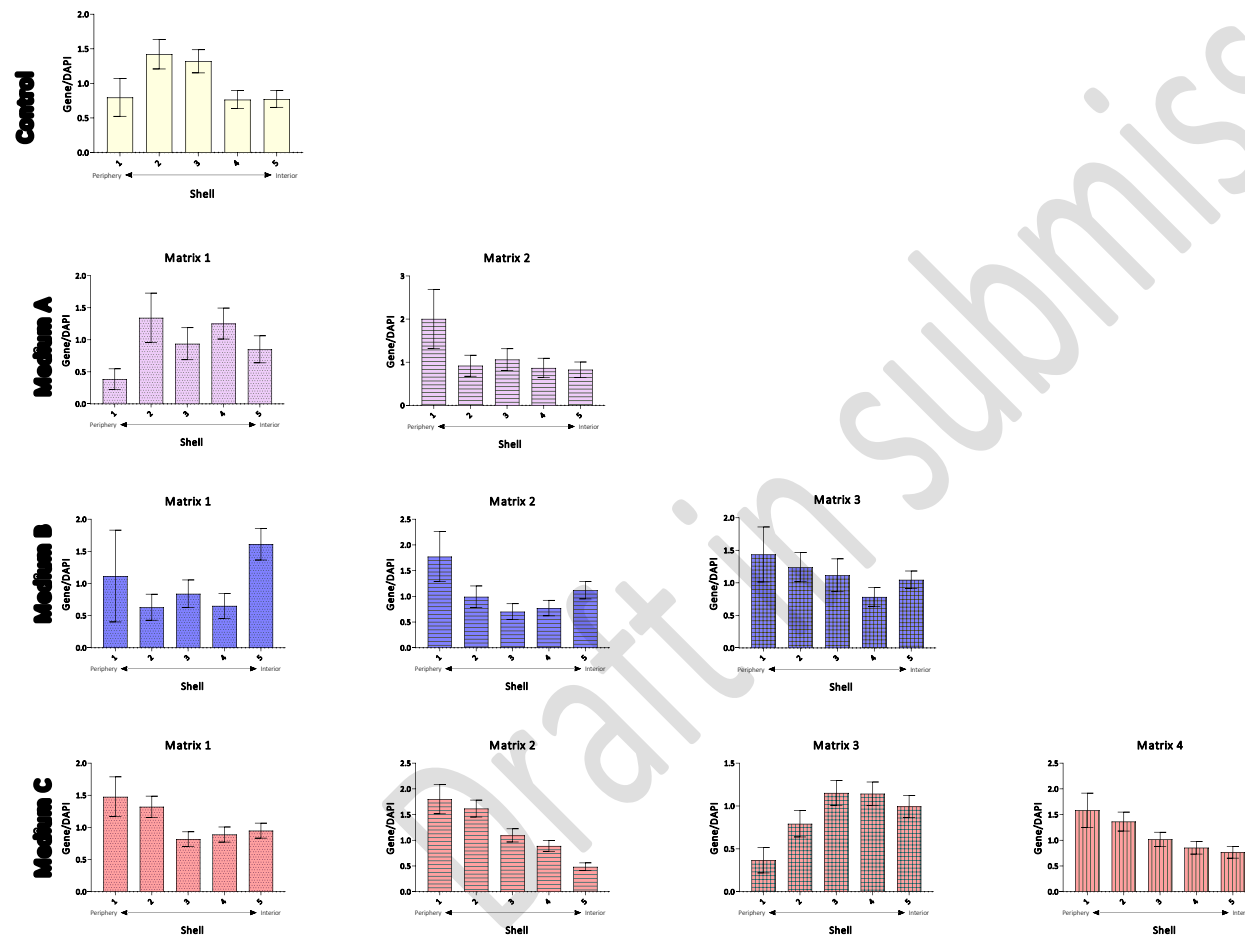 Control
Gene/DAPI
2.0
1.5
1.0
0.5
0.0
1 2 3 4 5
Periphery Interior
Shell
Medium A
Matrix 1
Gene/DAPI
2.0
1.5
1.0
0.5
0.0
1 2 3 4 5
Periphery Interior
Shell
Matrix 2
Gene/DAPI
3
2
1
0
1 2 3 4 5
Periphery Interior
Shell
Medium B
Matrix 1
Gene/DAPI
2.0
1.5
1.0
0.5
0.0
1 2 3 4 5
Periphery Interior
Shell
Matrix 2
Gene/DAPI
2.5
2.0
1.5
1.0
0.5
0.0
1 2 3 4 5
Periphery Interior
Shell
Matrix 3
Gene/DAPI
2.0
1.5
1.0
0.5
0.0
1 2 3 4 5
Periphery Interior
Shell
Medium C
Matrix 1
Gene/DAPI
2.0
1.5
1.0
0.5
0.0
1 2 3 4 5
Periphery Interior
Shell
Matrix 2
Gene/DAPI
2.5
2.0
1.5
1.0
0.5
0.0
1 2 3 4 5
Periphery Interior
Shell
Matrix 3
Gene/DAPI
1.5
1.0
0.5
0.0
1 2 3 4 5
Periphery Interior
Shell
Matrix 4
Gene/DAPI
2.5
2.0
1.5
1.0
0.5
0.0
1 2 3 4 5
Periphery Interior
Shell
Draft in submiss